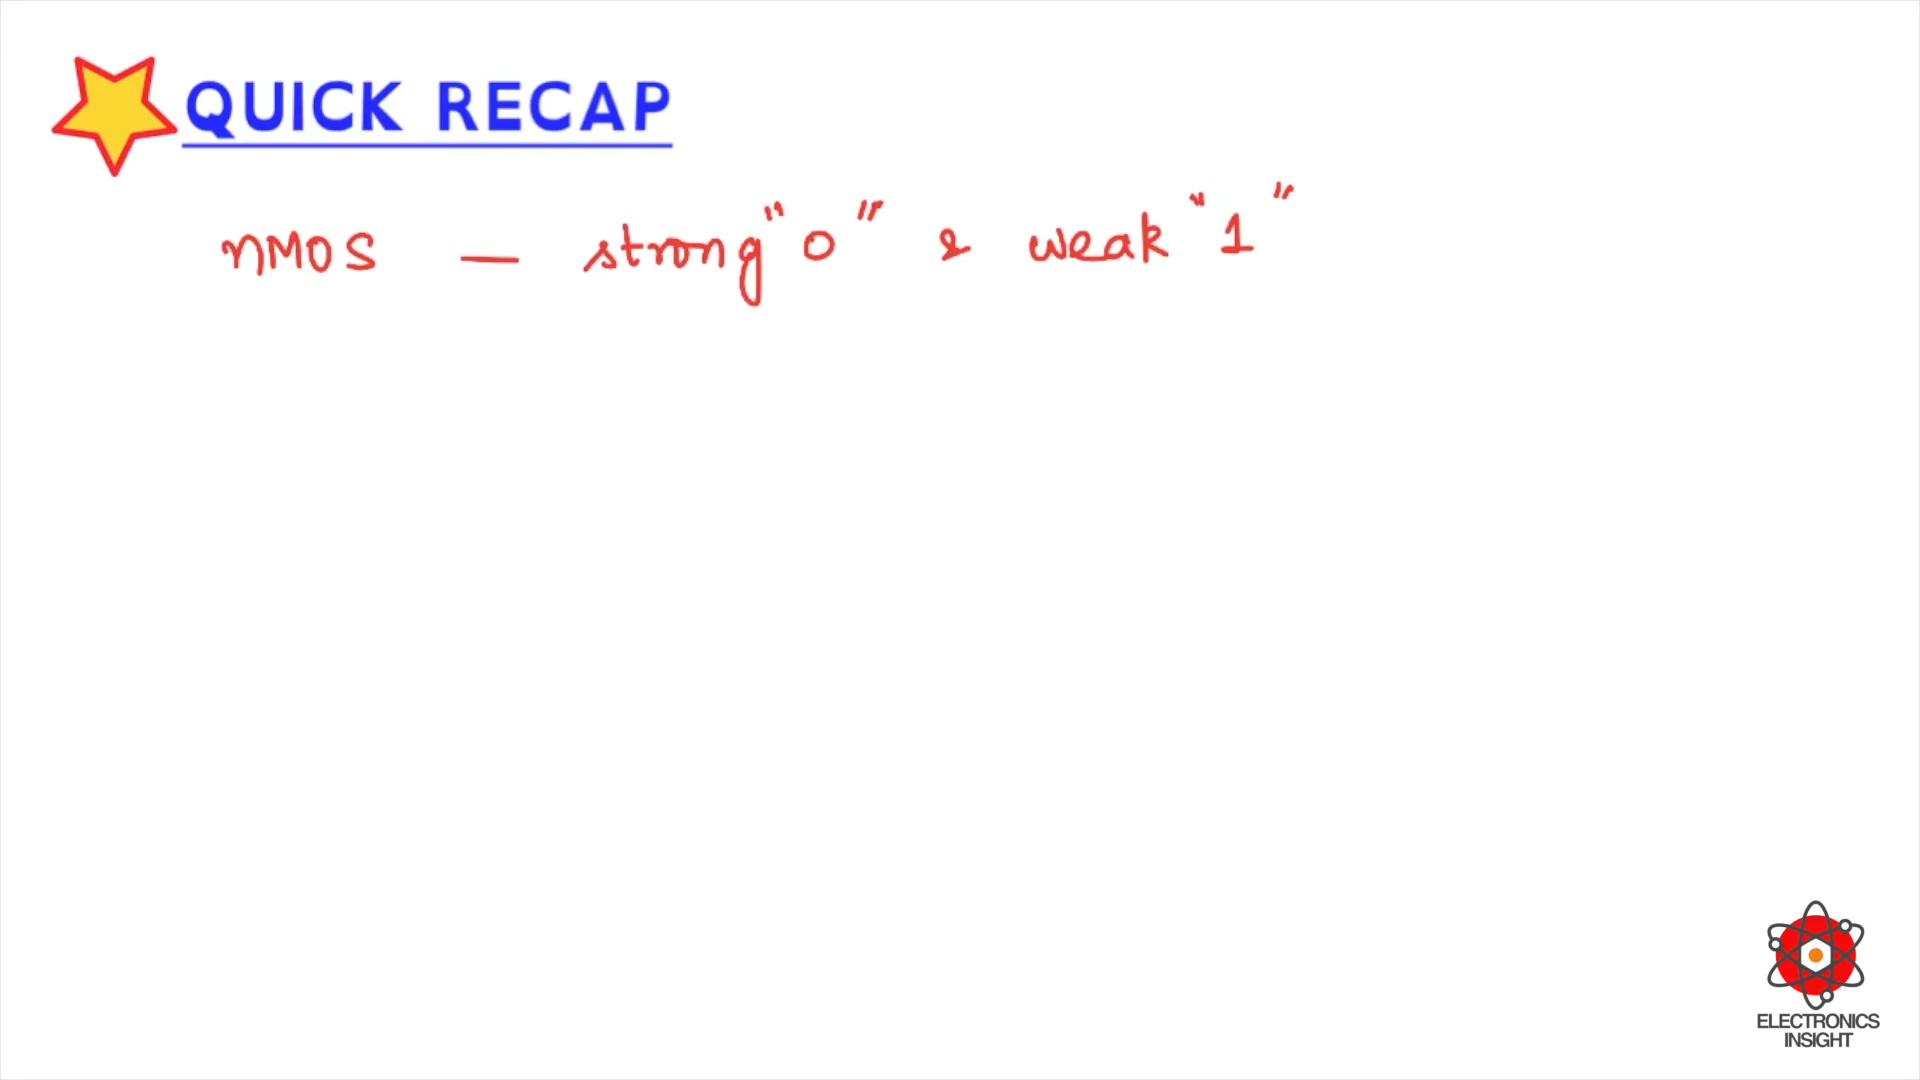 QUICK RECAP
nMOS — strong "0" & weak "1"
ELECTRONICS
INSIGHT